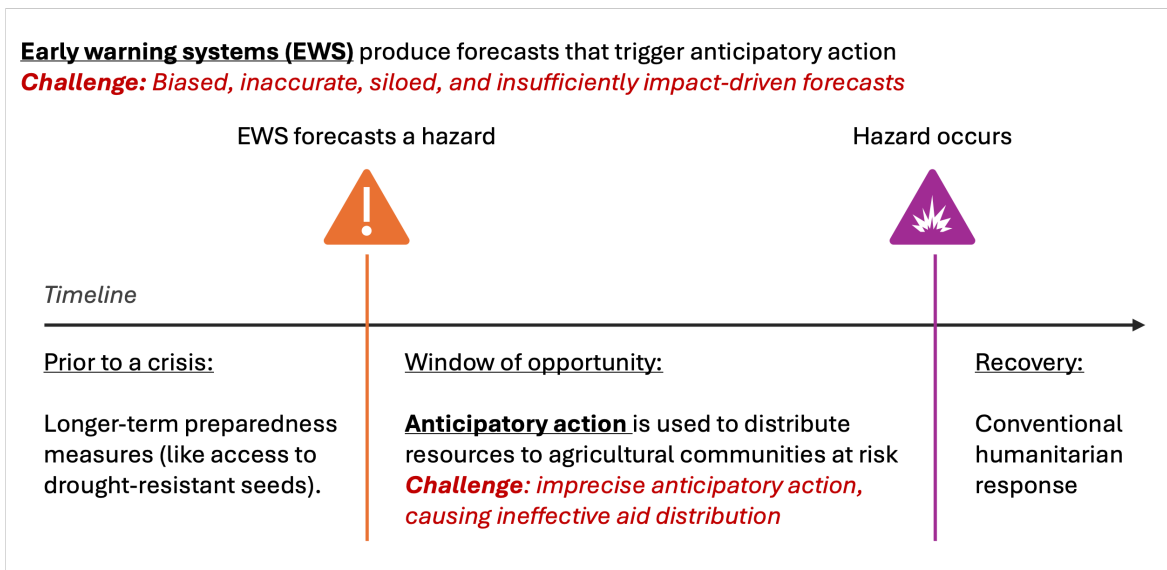 Early warning systems (EWS) produce forecasts that trigger anticipatory action
Challenge: Biased, inaccurate, siloed, and insufficiently impact-driven forecasts
EWS forecasts a hazard
Hazard occurs
Timeline
Prior to a crisis:
Longer-term preparedness
measures (like access to
drought-resistant seeds).
Window of opportunity:
Anticipatory action is used to distribute
resources to agricultural communities at risk
Challenge: imprecise anticipatory action,
causing ineffective aid distribution
Recovery:
Conventional
humanitarian
response